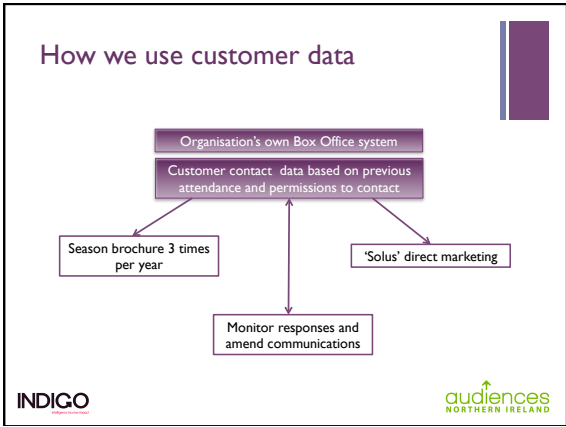 How we use customer data
Organisation's own Box Office system
Customer contact data based on previous
attendance and permissions to contact
Season brochure 3 times
per year
'Solus' direct marketing
Monitor responses and
amend communications
INDIGO
audiences
NORTHERN IRELAND